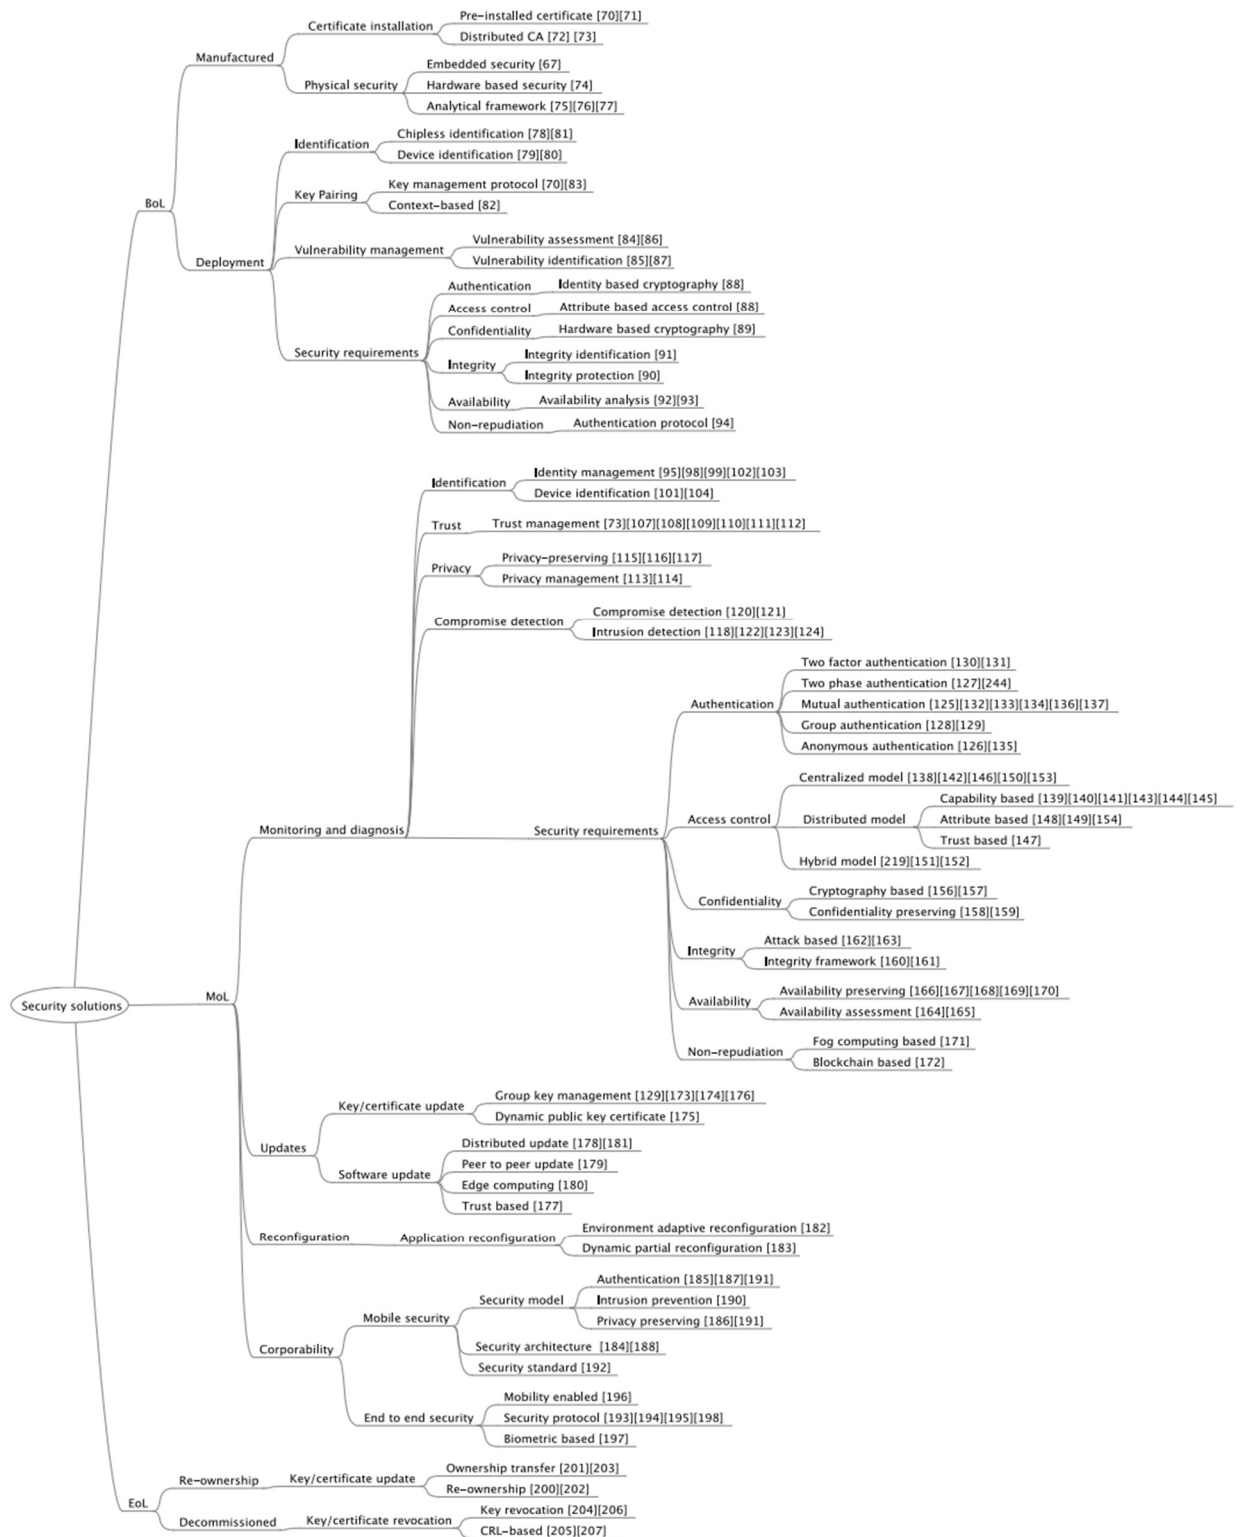 Pre-installed certificate [70][71]
Certificate installation
Distributed CA [72] [73]
Manufactured
Embedded security [67]
Physical security
Hardware based security [74]
Analytical framework [75][76][77]
Chipless identification [78][81]
Identification
Device identification [79][80]
Key management protocol [70][83]
Key Pairing
Context-based [82]
BoL
Vulnerability assessment [84][86]
Vulnerability management
Vulnerability identification [85][87]
Deployment
Authentication
Identity based cryptography [88]
Access control
Attribute based access control [88]
Confidentiality
Hardware based cryptography [89]
Security requirements
Integrity identification [91]
Integrity
Integrity protection [90]
Availability
Availability analysis [92][93]
Non-repudiation
Authentication protocol [94]
Identity management [95][98][99][102][103]
Identification
Device identification [101][104]
Trust
Trust management [73][107][108][109][110][111][112]
Privacy-preserving [115][116][117]
Privacy
Privacy management [113][114]
Compromise detection [120][121]
Compromise detection
Intrusion detection [118][122][123][124]
Two factor authentication [130][131]
Two phase authentication [127][244]
Authentication
Mutual authentication [125][132][133][134][136][137]
Group authentication [128][129]
Anonymous authentication [126][135]
Centralized model [138][142][146][150][153]
Capability based [139][140][141][143][144][145]
Access control
Distributed model
Attribute based [148][149][154]
Monitoring and diagnosis
Security requirements
Trust based [147]
Hybrid model [219][151][152]
Cryptography based [156][157]
Confidentiality
Confidentiality preserving [158][159]
Attack based [162][163]
Integrity
Integrity framework [160][161]
Availability preserving [166][167][168][169][170]
Availability
Availability assessment [164][165]
Security solutions
MoL
Fog computing based [171]
Non-repudiation
Blockchain based [172]
Group key management [129][173][174][176]
Key/certificate update
Dynamic public key certificate [175]
Updates
Distributed update [178][181]
Peer to peer update [179]
Software update
Edge computing [180]
Trust based [177]
Environment adaptive reconfiguration [182]
Reconfiguration
Application reconfiguration
Dynamic partial reconfiguration [183]
Authentication [185][187][191]
Security model
Intrusion prevention [190]
Mobile security
Privacy preserving [186][191]
Corporability
Security architecture [184][188]
Security standard [192]
Mobility enabled [196]
End to end security
Security protocol [193][194][195][198]
Biometric based [197]
Ownership transfer [201][203]
Re-ownership
Key/certificate update
Re-ownership [200][202]
EoL
Key revocation [204][206]
Decommissioned
Key/certificate revocation
CRL-based [205][207]